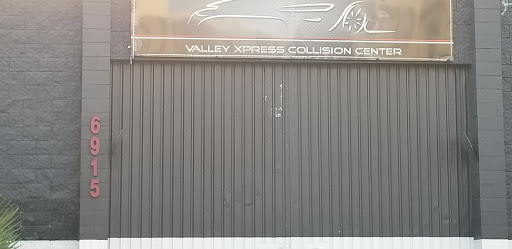 VALLEY XPRESS COLLISION CENTER
6915